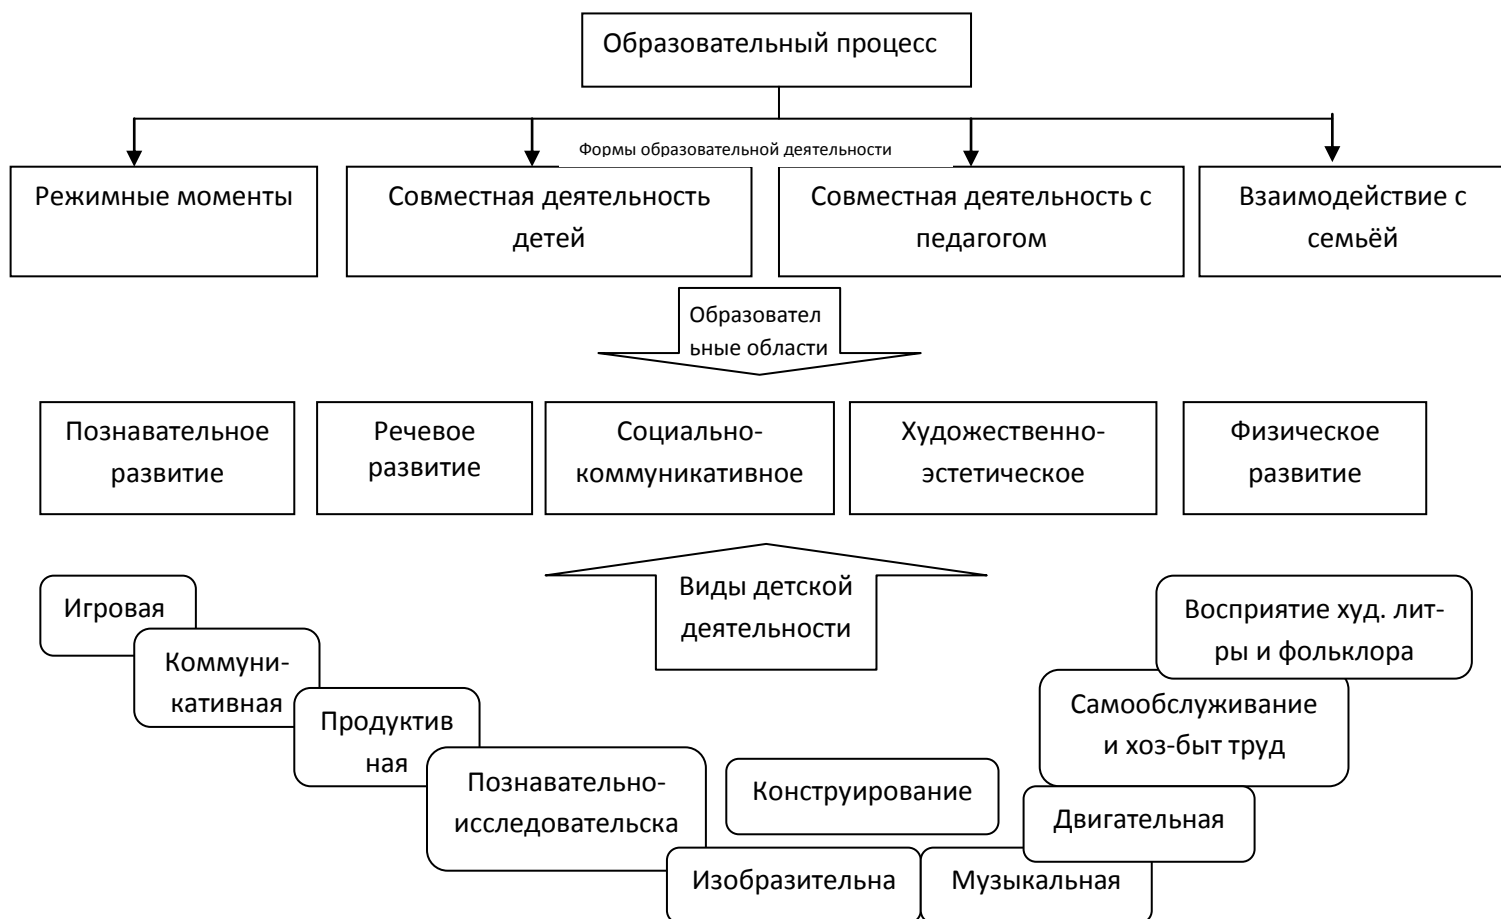 Образовательный процесс
Формы образовательной деятельности
Режимные моменты
Совместная деятельность
детей
Совместная деятельность с
педагогом
Взаимодействие с
семьёй
Образовател
ьные области
Познавательное
развитие
Речевое
развитие
Социально-
коммуникативное
Художественно-
эстетическое
Физическое
развитие
Виды детской
деятельности
Игровая
Коммуни-
кативная
Продуктив
ная
Познавательно-
исследовательска
Изобразительна
Конструирование
Музыкальная
Двигательная
Самообслуживание
и хоз-быт труд
Восприятие худ. лит-
ры и фольклора